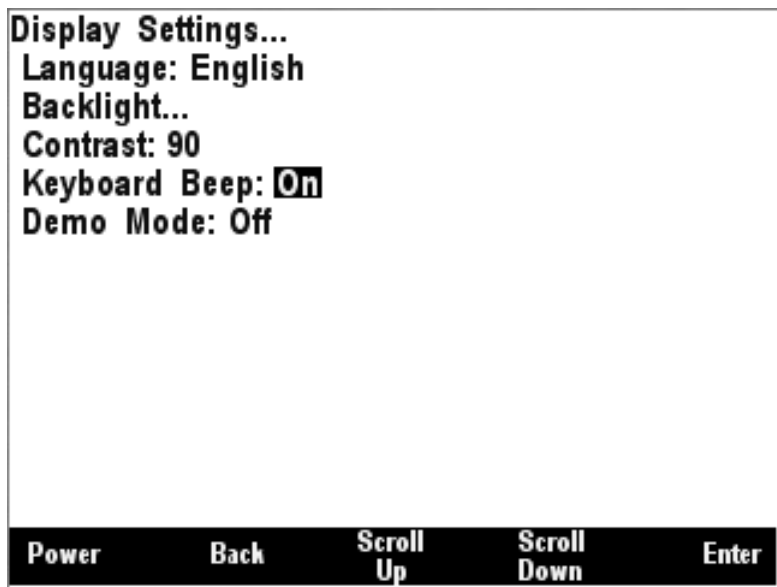 Display Settings...
Language: English
Backlight...
Contrast: 90
Keyboard Beep: On
Demo Mode: Off
Power Back Scroll Up Scroll Down Enter